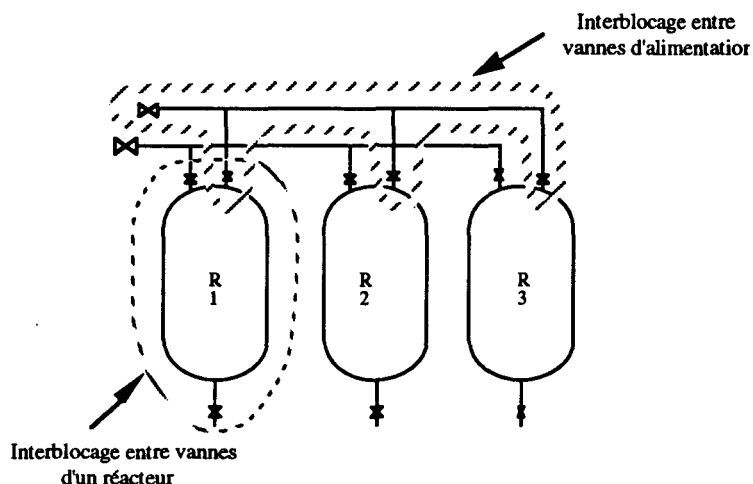 Interblocage entre
vannes d'alimentation
R
1
R
2
R
3
Interblocage entre vannes
d'un réacteur